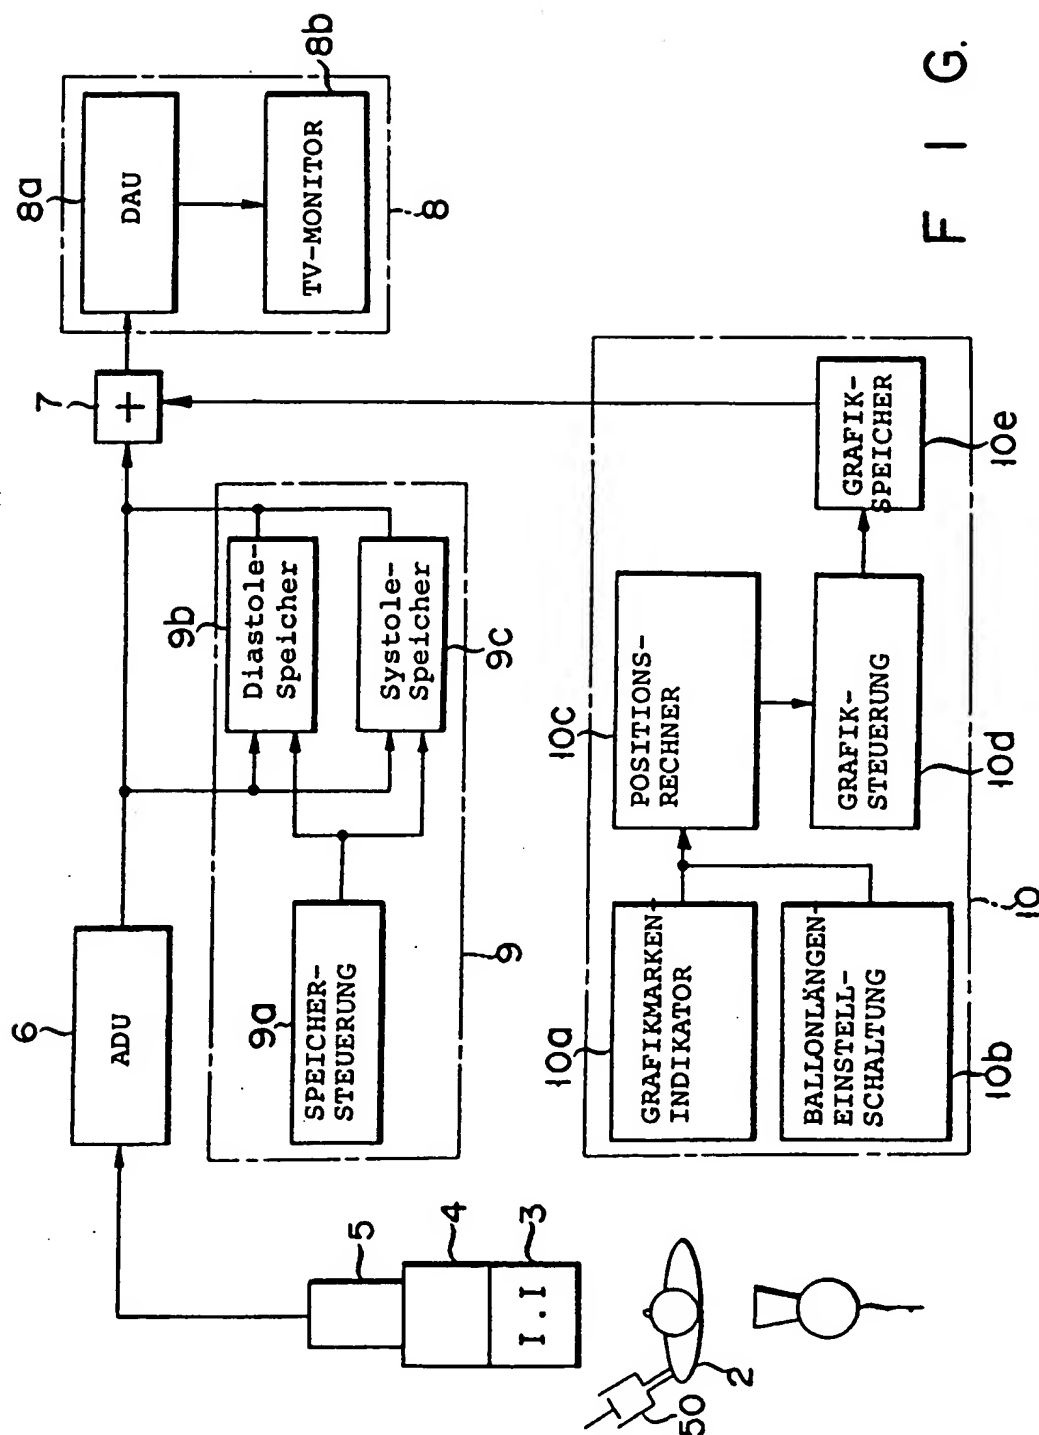 5
4
3
I.I
50
2
6
ADU
7
+
8a
DAU
TV-MONITOR
8b
8
9a
SPEICHER-
STEUERUNG
9b
Diastole-
Speicher
Systole-
Speicher
9c
9
10a
GRAFIKMARKEN-
INDIKATOR
BALLONLÄNGEN-
EINSTELL-
SCHALTUNG
10b
10c
POSITIONS-
RECHNER
GRAFIK-
STEUERUNG
10d
GRAFIK-
SPEICHER
10e
10
FIG.